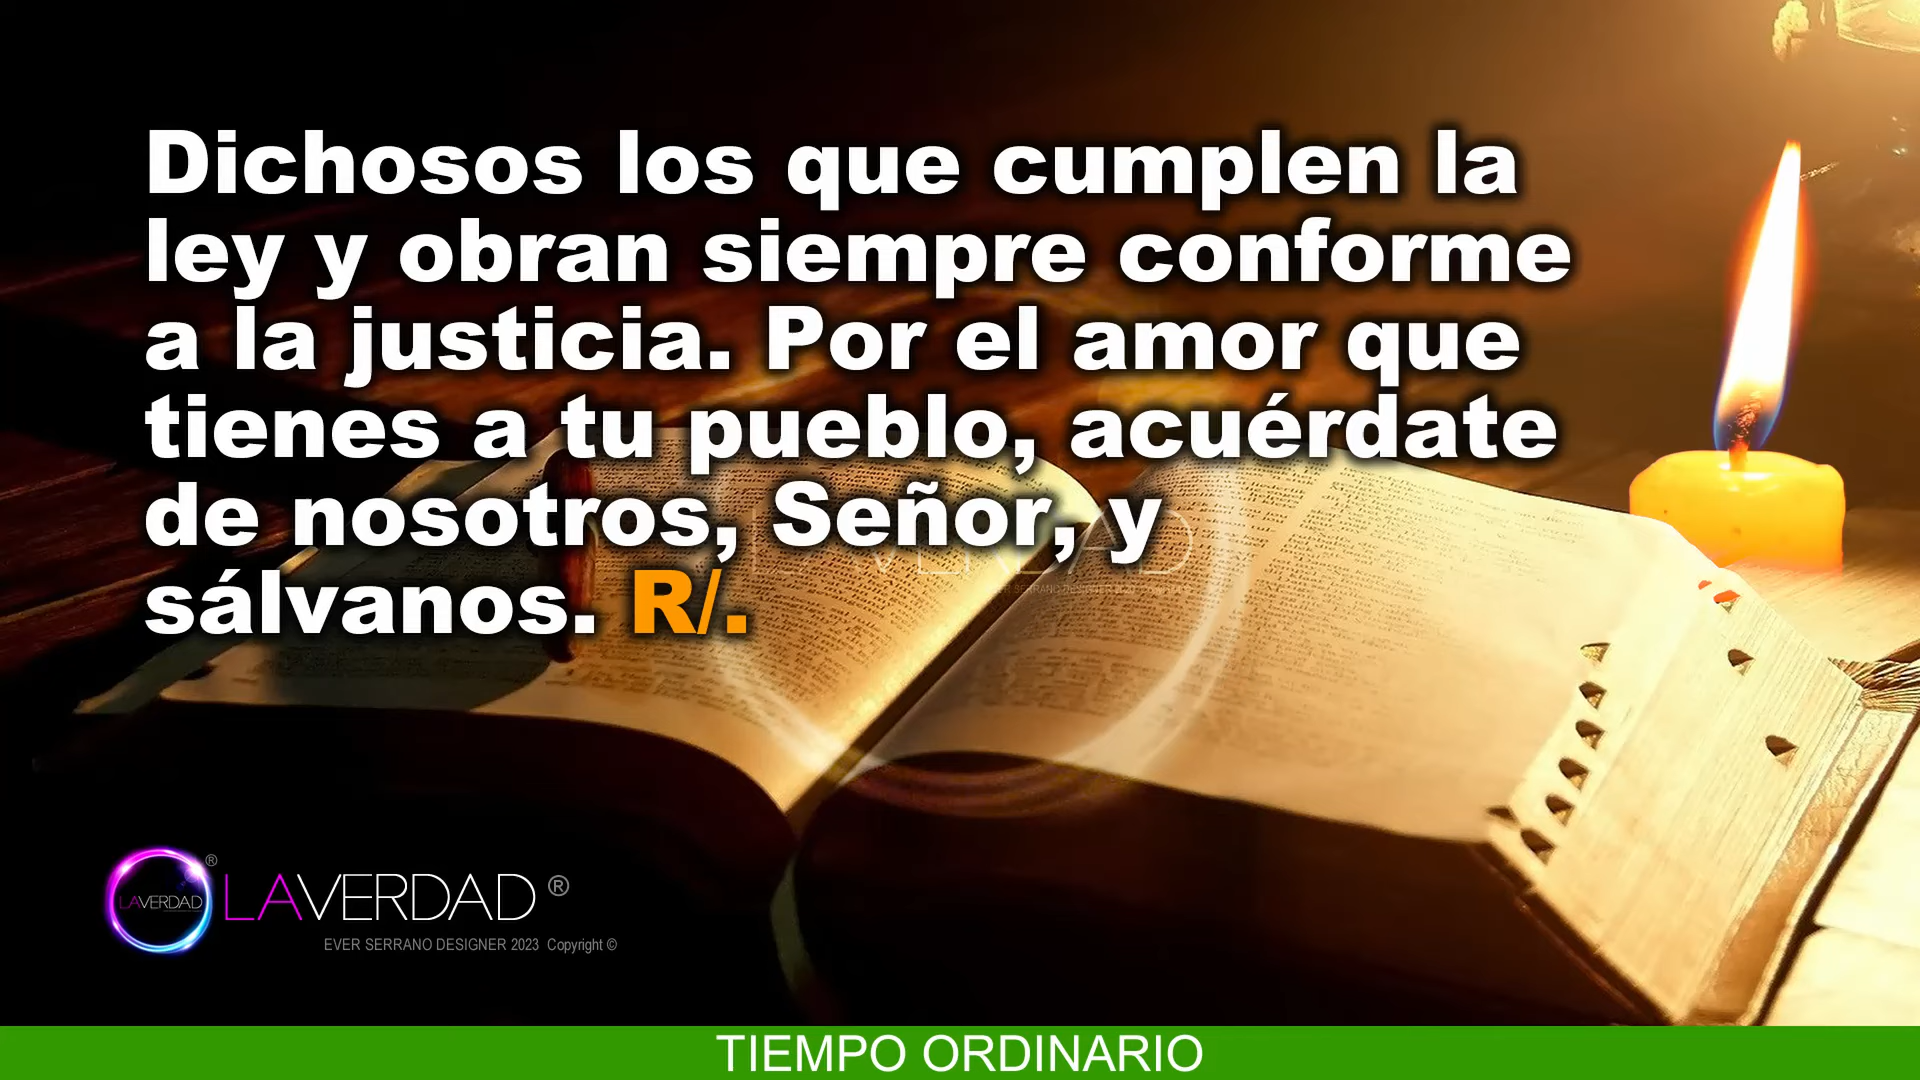 Dichosos los que cumplen la
ley y obran siempre conforme
a la justicia. Por el amor que
tienes a tu pueblo, acuérdate
de nosotros, Señor, y
sálvanos. R/.
LAVERDAD ®
LAVERDAD ®
EVER SERRANO DESIGNER 2023 Copyright ©
TIEMPO ORDINARIO